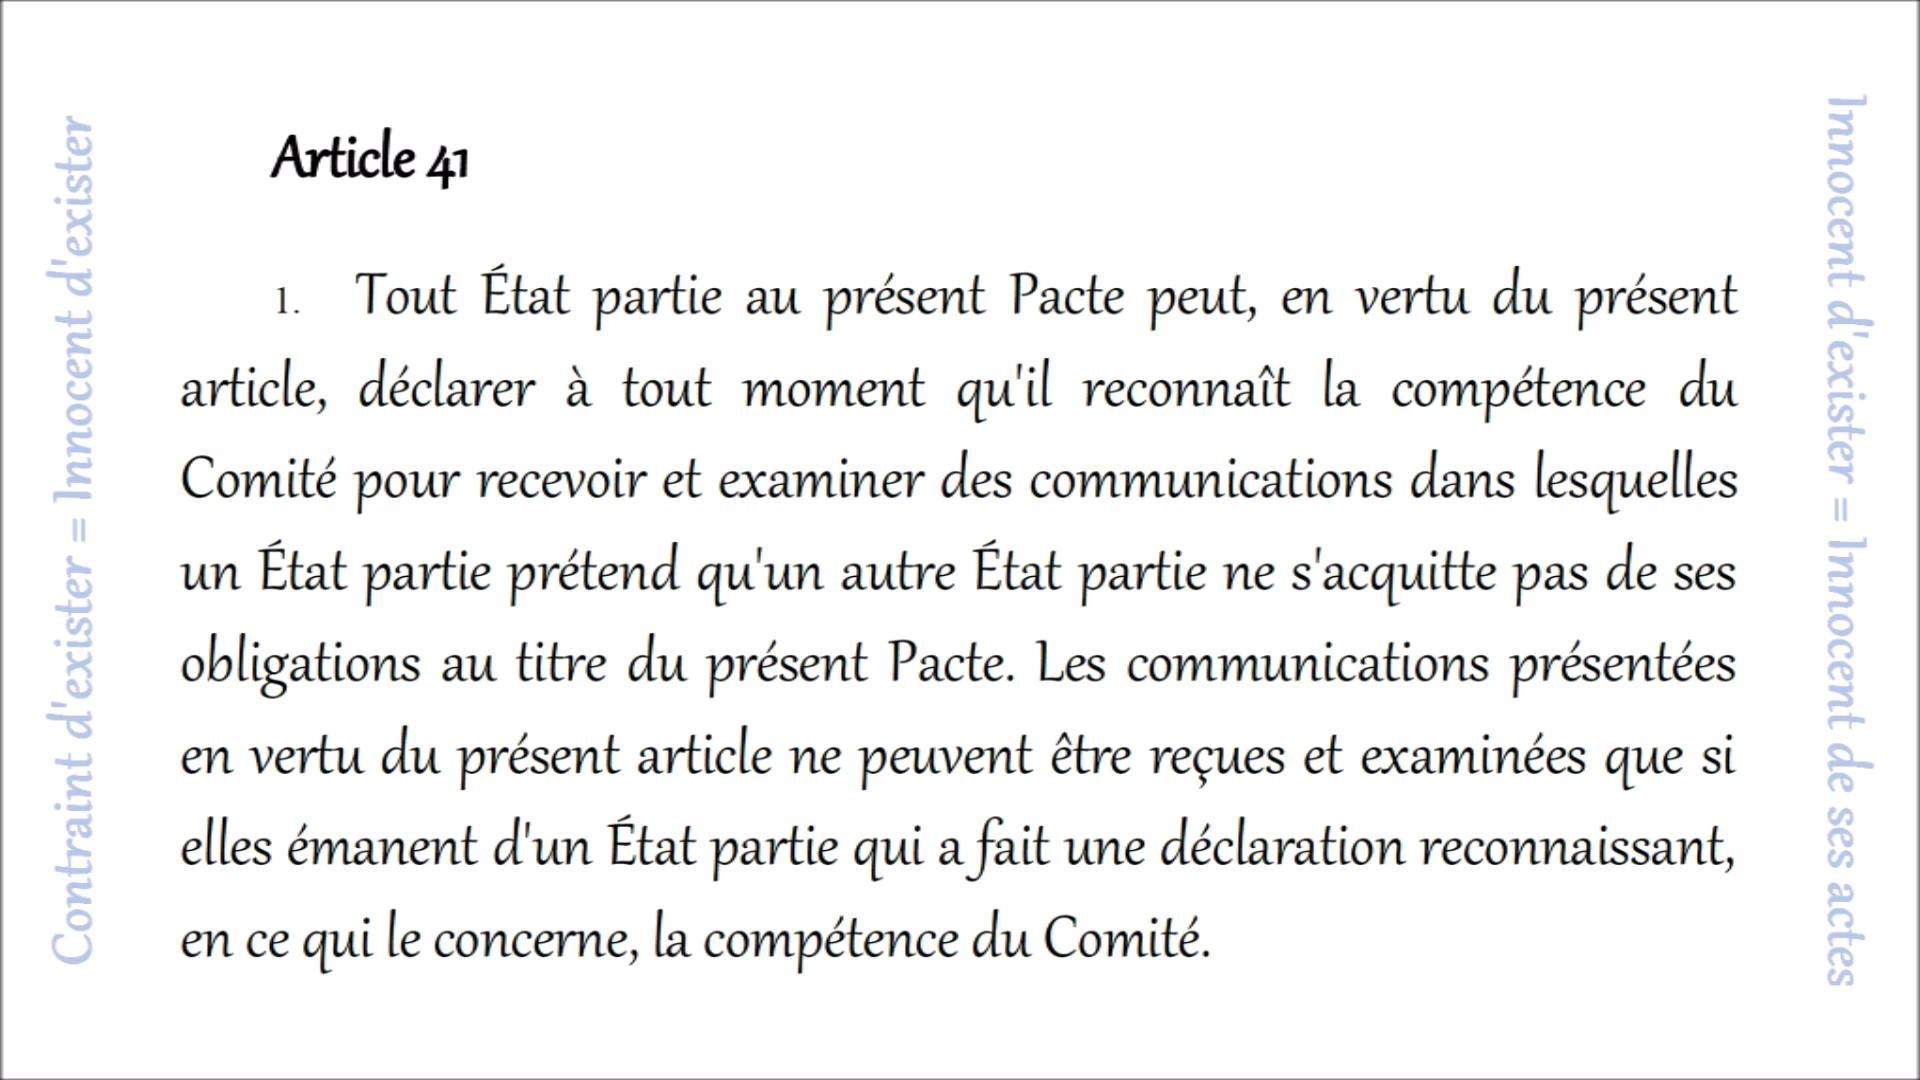 Contraint d'exister = Innocent d'exister
Article 41
1. Tout État partie au présent Pacte peut, en vertu du présent
article, déclarer à tout moment qu'il reconnaît la compétence du
Comité pour recevoir et examiner des communications dans lesquelles
un État partie prétend qu'un autre État partie ne s'acquitte pas de ses
obligations au titre du présent Pacte. Les communications présentées
en vertu du présent article ne peuvent être reçues et examinées que si
elles émanent d'un État partie qui a fait une déclaration reconnaissant,
en ce qui le concerne, la compétence du Comité.
Innocent d'exister = Innocent de ses actes